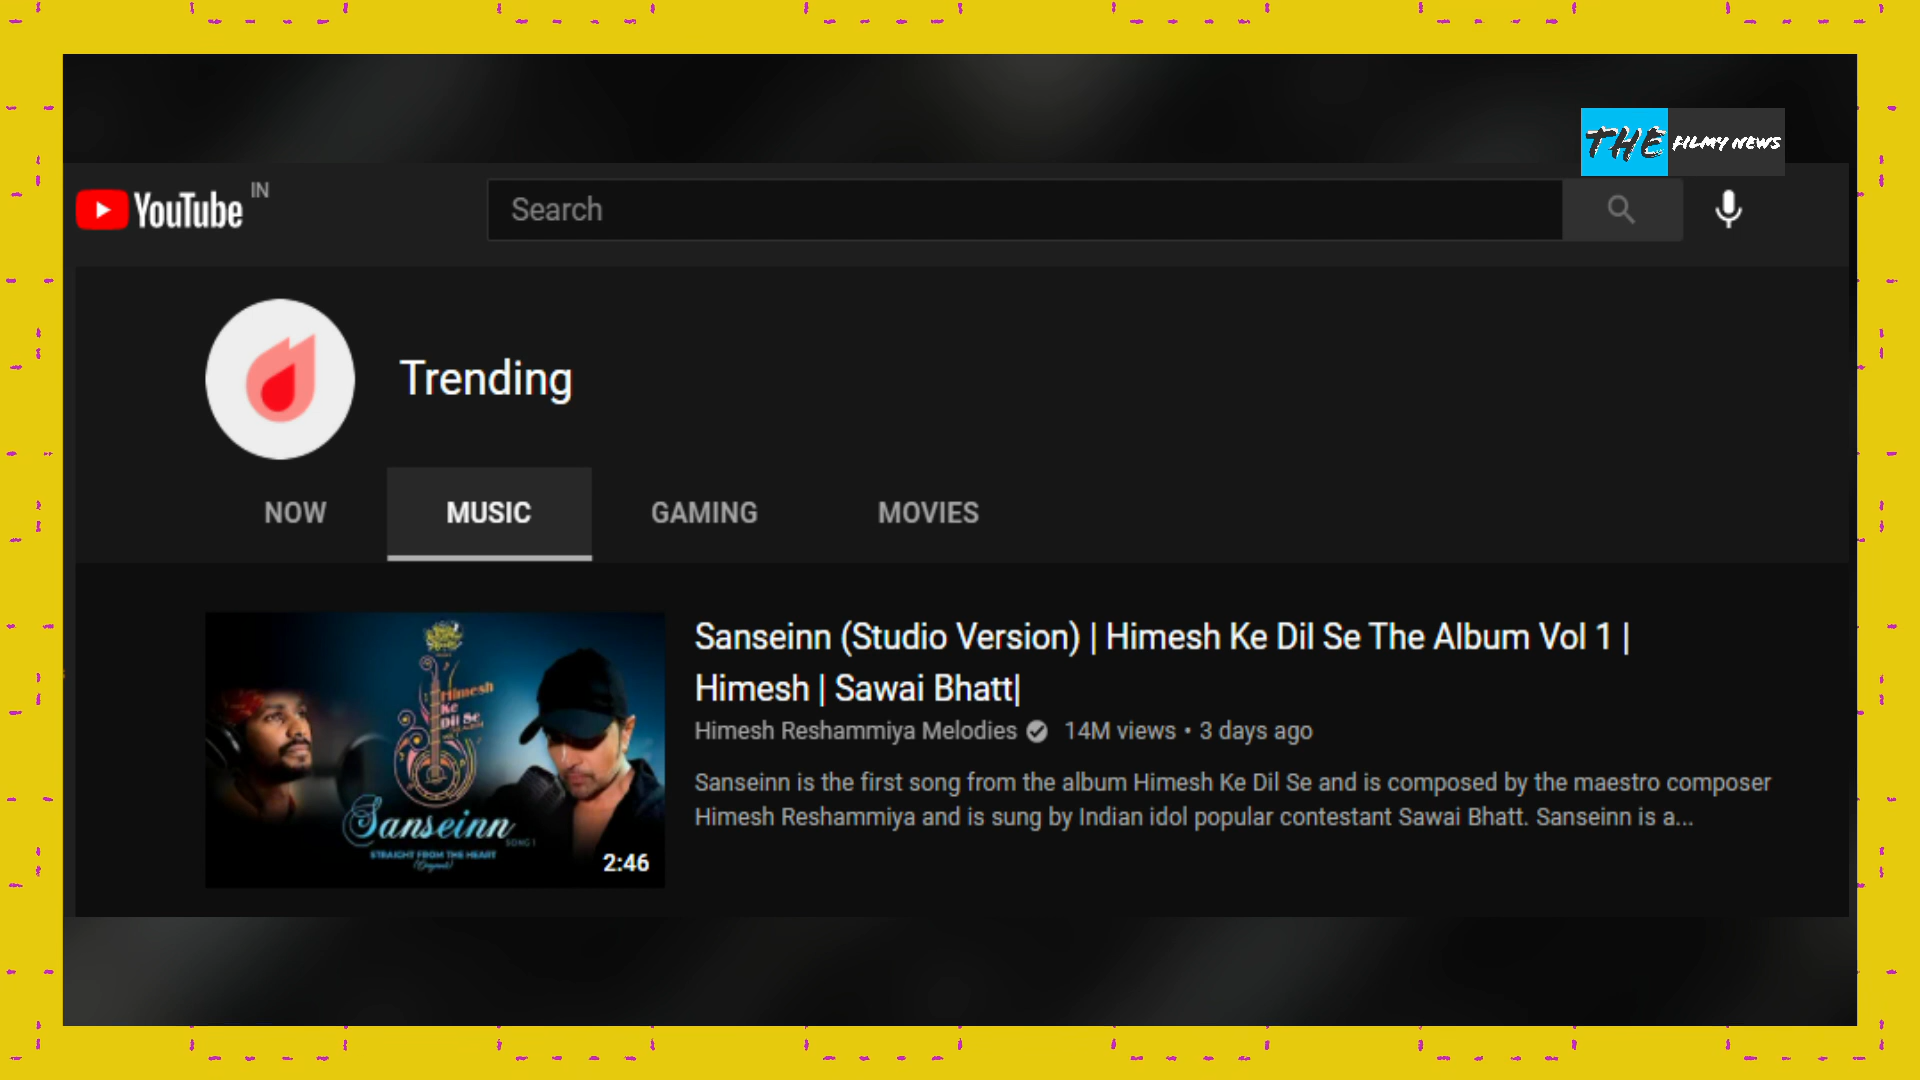 THE FILMY NEWS
YouTube IN
Search
Trending
NOW MUSIC GAMING MOVIES
Sanseinn (Studio Version) | Himesh Ke Dil Se The Album Vol 1 |
Himesh | Sawai Bhatt|
Himesh Reshammiya Melodies 14M views • 3 days ago
Sanseinn is the first song from the album Himesh Ke Dil Se and is composed by the maestro composer
Himesh Reshammiya and is sung by Indian idol popular contestant Sawai Bhatt. Sanseinn is a...
Himesh
Ke
Dil Se
Sanseinn
SONG 1
STRAIGHT FROM THE HEART
2:46